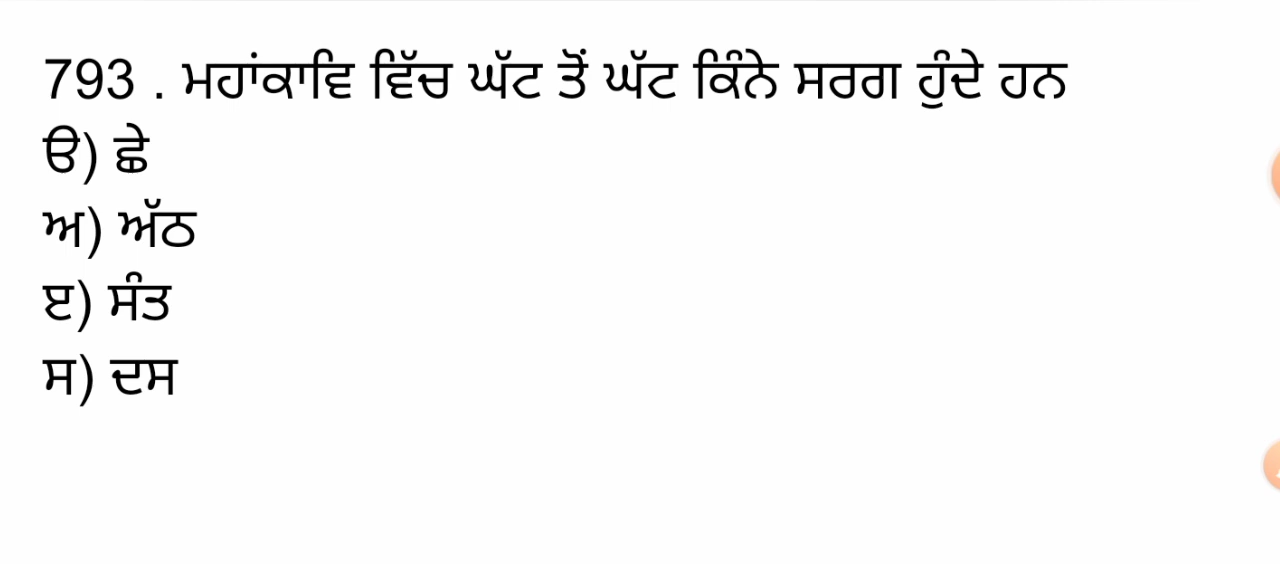 793 . ਮਹਾਂਕਾਵਿ ਵਿੱਚ ਘੱਟ ਤੋਂ ਘੱਟ ਕਿੰਨੇ ਸਰਗ ਹੁੰਦੇ ਹਨ
ੳ) ਛੇ
ਅ) ਅੱਠ
ੲ) ਸੰਤ
ਸ) ਦਸ